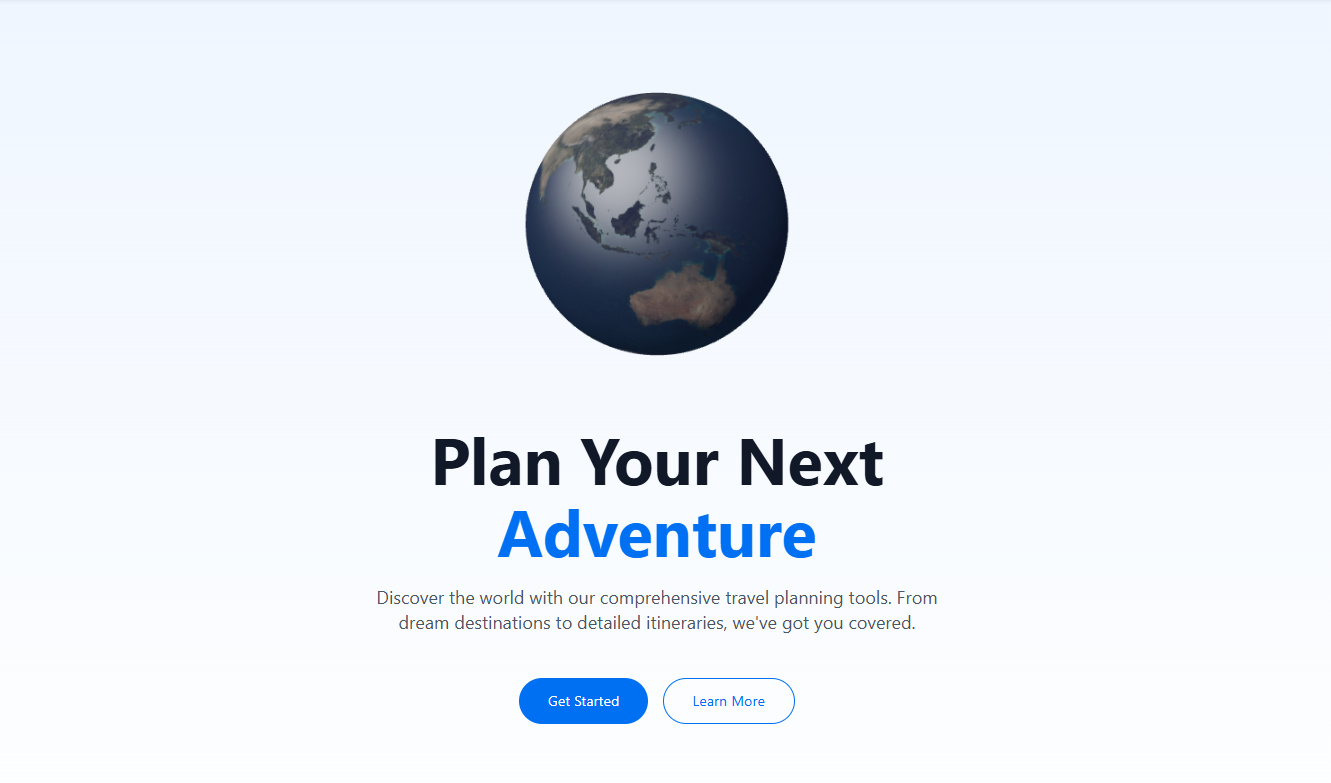 Plan Your Next
Adventure
Discover the world with our comprehensive travel planning tools. From
dream destinations to detailed itineraries, we've got you covered.
Get Started
Learn More